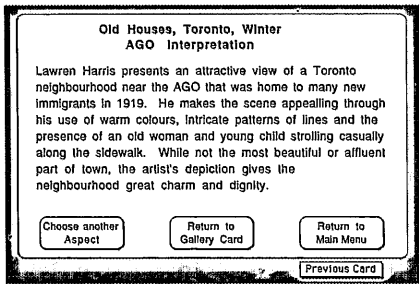 Old Houses, Toronto, Winter
AGO Interpretation
Lawren Harris presents an attractive view of a Toronto
neighbourhood near the AGO that was home to many new
immigrants in 1919. He makes the scene appealling through
his use of warm colours, intricate patterns of lines and the
presence of an old woman and young child strolling casually
along the sidewalk. While not the most beautiful or affluent
part of town, the artist's depiction gives the
neighbourhood great charm and dignity.
Choose another Return to Return to
Aspect Gallery Card Main Menu
Previous Card